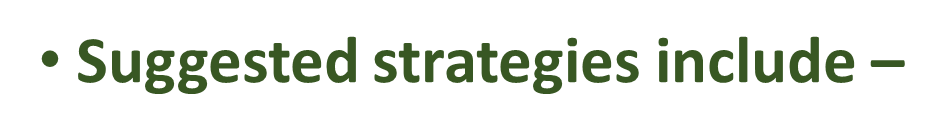 • Suggested strategies include –